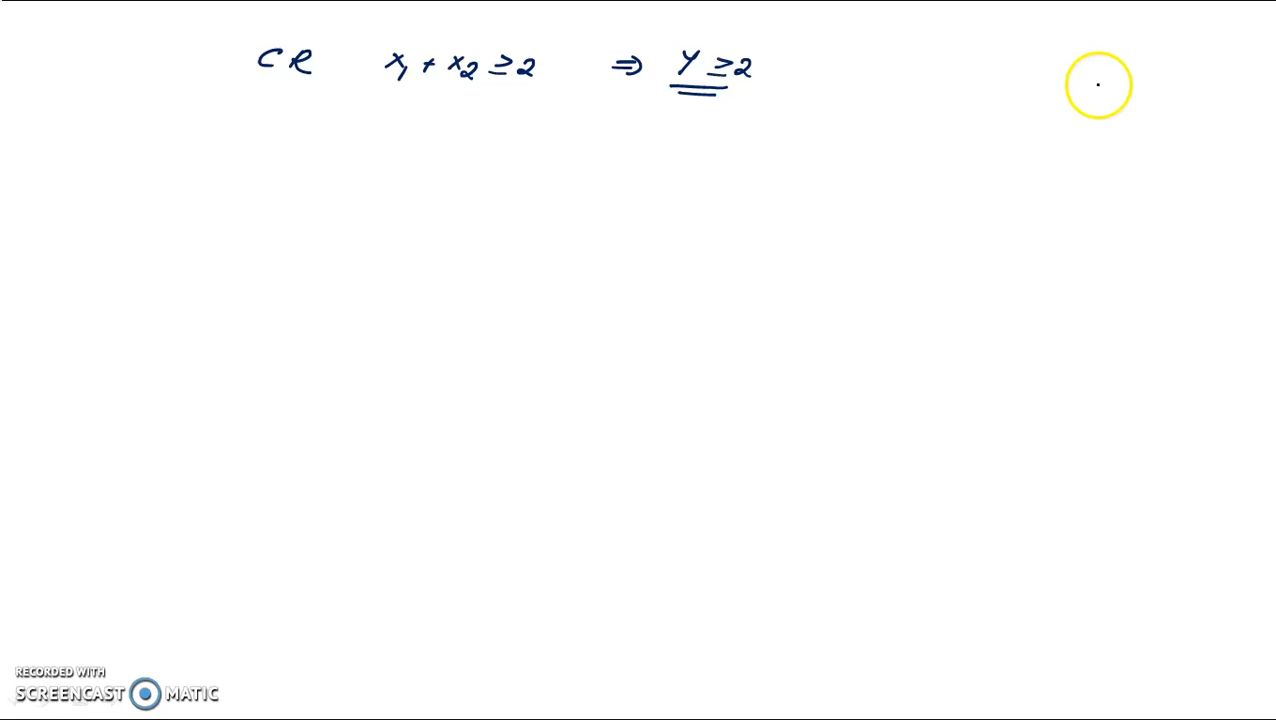 CR x₁ + x₂ ≥ 2 ⇒ Y ≥ 2
RECORDED WITH
SCREENCAST MATIC